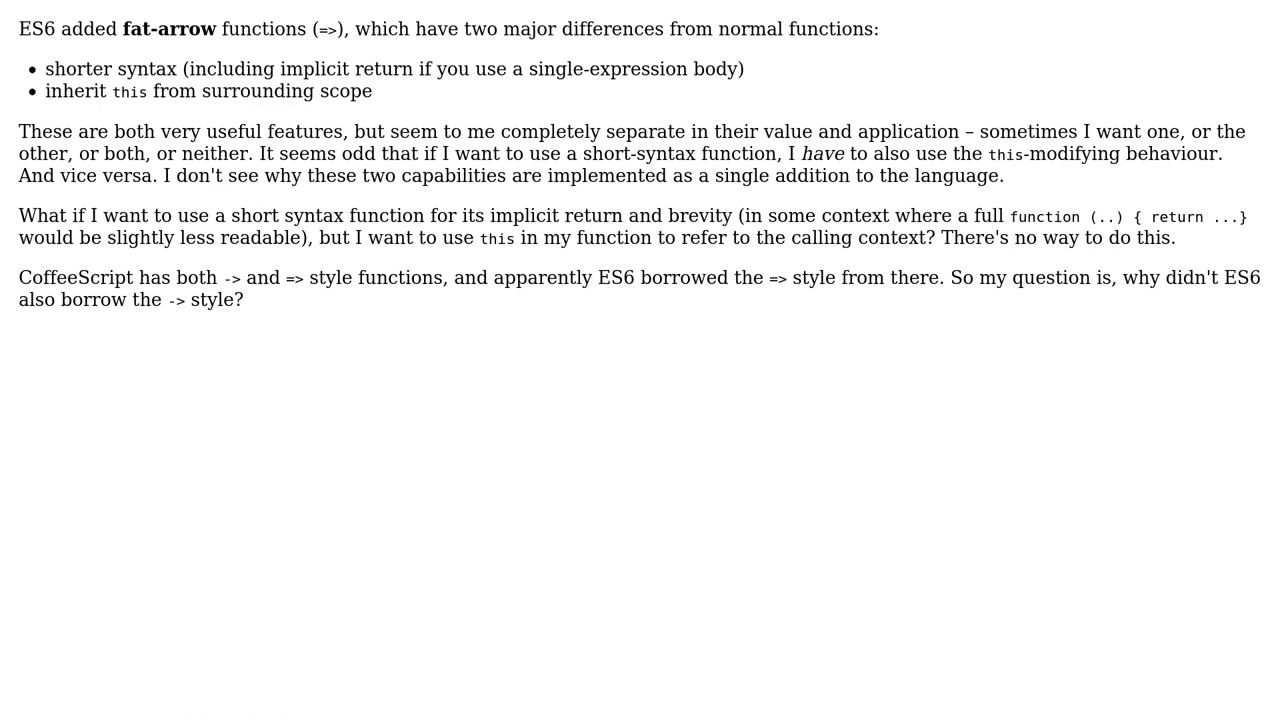 ES6 added fat-arrow functions (=>), which have two major differences from normal functions:
• shorter syntax (including implicit return if you use a single-expression body)
• inherit this from surrounding scope
These are both very useful features, but seem to me completely separate in their value and application – sometimes I want one, or the
other, or both, or neither. It seems odd that if I want to use a short-syntax function, I have to also use the this-modifying behaviour.
And vice versa. I don't see why these two capabilities are implemented as a single addition to the language.
What if I want to use a short syntax function for its implicit return and brevity (in some context where a full function (..) { return ...}
would be slightly less readable), but I want to use this in my function to refer to the calling context? There's no way to do this.
CoffeeScript has both -> and => style functions, and apparently ES6 borrowed the => style from there. So my question is, why didn't ES6
also borrow the -> style?